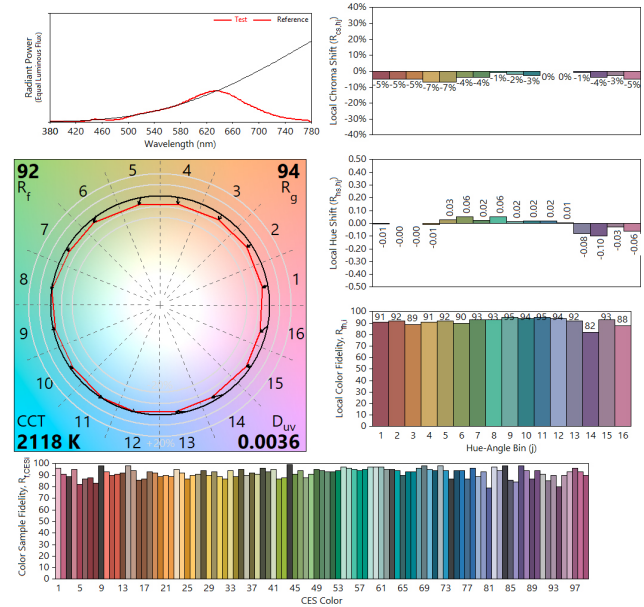 Test Reference
Radiant Power
(Equal Luminous Flux)
380 420 460 500 540 580 620 660 700 740 780
Wavelength (nm)
40%
30%
20%
10%
0%
10%
20%
30%
40%
Local Chroma Shift (Rcs,hj)
-5% -5% -5% -7% -7% -4% -4% -1% -2% -3% 0% 0% -1% -4% -3% -5%
92
Rf
94
Rg
1
2
3
4
5
6
7
8
9
10
11
12
13
14
15
16
+20%
CCT
2118 K
Duv
0.0036
0.50
0.40
0.30
0.20
0.10
0.00
-0.10
-0.20
-0.30
-0.40
-0.50
Local Hue Shift (Rhs,hj)
-0.01 -0.00 -0.00 -0.01 0.03 0.06 0.02 0.06 0.02 0.02 0.02 0.01 -0.08 -0.10 -0.03 -0.06
100
90
80
70
60
50
40
30
20
10
0
Local Color Fidelity, Rfh,i
91 92 89 91 92 90 93 93 95 94 95 94 92 82 93 88
1 2 3 4 5 6 7 8 9 10 11 12 13 14 15 16
Hue-Angle Bin (j)
100
90
80
70
60
50
40
30
20
10
0
Color Sample Fidelity, Rf,CESi
1 5 9 13 17 21 25 29 33 37 41 45 49 53 57 61 65 69 73 77 81 85 89 93 97
CES Color